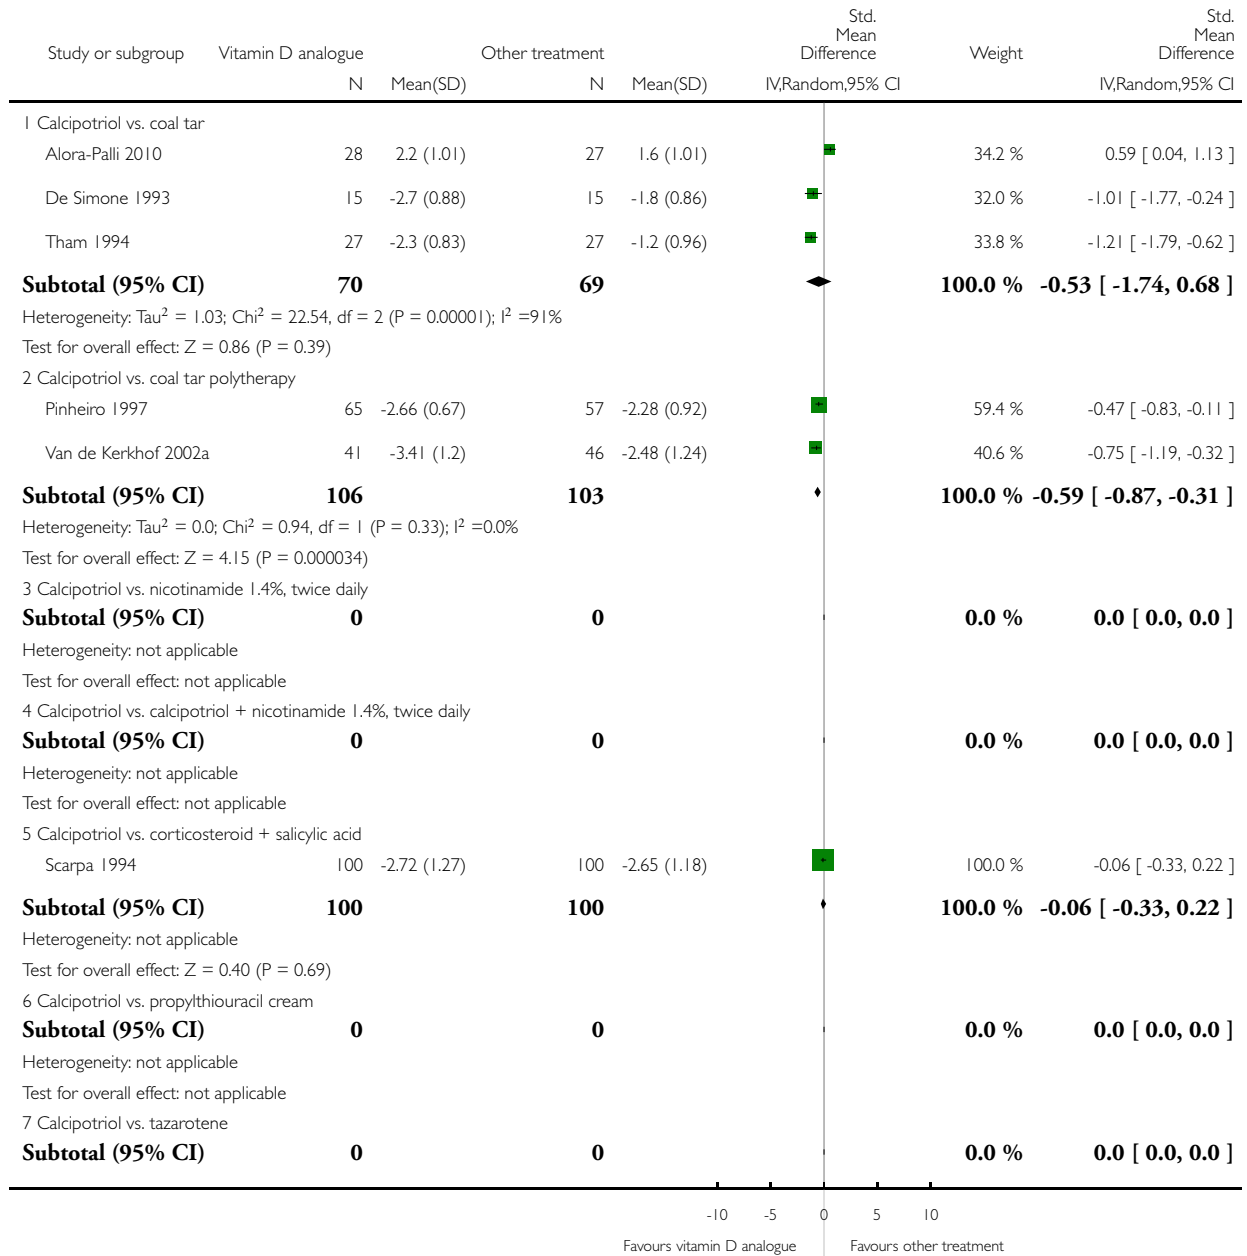 Std. Mean Difference Std. Mean Difference
Study or subgroup Vitamin D analogue Other treatment Weight
N Mean(SD) N Mean(SD) IV,Random,95% CI IV,Random,95% CI
1 Calcipotriol vs. coal tar
Alora-Palli 2010 28 2.2 (1.01) 27 1.6 (1.01) 34.2 % 0.59 [ 0.04, 1.13 ]
De Simone 1993 15 -2.7 (0.88) 15 -1.8 (0.86) 32.0 % -1.01 [ -1.77, -0.24 ]
Tham 1994 27 -2.3 (0.83) 27 -1.2 (0.96) 33.8 % -1.21 [ -1.79, -0.62 ]
Subtotal (95% CI) 70 69 100.0 % -0.53 [ -1.74, 0.68 ]
Heterogeneity: Tau² = 1.03; Chi² = 22.54, df = 2 (P = 0.00001); I² =91%
Test for overall effect: Z = 0.86 (P = 0.39)
2 Calcipotriol vs. coal tar polytherapy
Pinheiro 1997 65 -2.66 (0.67) 57 -2.28 (0.92) 59.4 % -0.47 [ -0.83, -0.11 ]
Van de Kerkhof 2002a 41 -3.41 (1.2) 46 -2.48 (1.24) 40.6 % -0.75 [ -1.19, -0.32 ]
Subtotal (95% CI) 106 103 100.0 % -0.59 [ -0.87, -0.31 ]
Heterogeneity: Tau² = 0.0; Chi² = 0.94, df = 1 (P = 0.33); I² =0.0%
Test for overall effect: Z = 4.15 (P = 0.000034)
3 Calcipotriol vs. nicotinamide 1.4%, twice daily
Subtotal (95% CI) 0 0 0.0 % 0.0 [ 0.0, 0.0 ]
Heterogeneity: not applicable
Test for overall effect: not applicable
4 Calcipotriol vs. calcipotriol + nicotinamide 1.4%, twice daily
Subtotal (95% CI) 0 0 0.0 % 0.0 [ 0.0, 0.0 ]
Heterogeneity: not applicable
Test for overall effect: not applicable
5 Calcipotriol vs. corticosteroid + salicylic acid
Scarpa 1994 100 -2.72 (1.27) 100 -2.65 (1.18) 100.0 % -0.06 [ -0.33, 0.22 ]
Subtotal (95% CI) 100 100 100.0 % -0.06 [ -0.33, 0.22 ]
Heterogeneity: not applicable
Test for overall effect: Z = 0.40 (P = 0.69)
6 Calcipotriol vs. propylthiouracil cream
Subtotal (95% CI) 0 0 0.0 % 0.0 [ 0.0, 0.0 ]
Heterogeneity: not applicable
Test for overall effect: not applicable
7 Calcipotriol vs. tazarotene
Subtotal (95% CI) 0 0 0.0 % 0.0 [ 0.0, 0.0 ]
-10 -5 0 5 10
Favours vitamin D analogue Favours other treatment